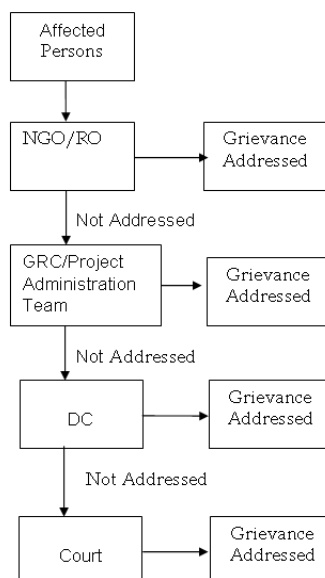 Affected
Persons
NGO/RO
Grievance
Addressed
Not Addressed
GRC/Project
Administration
Team
Grievance
Addressed
Not Addressed
DC
Grievance
Addressed
Not Addressed
Court
Grievance
Addressed